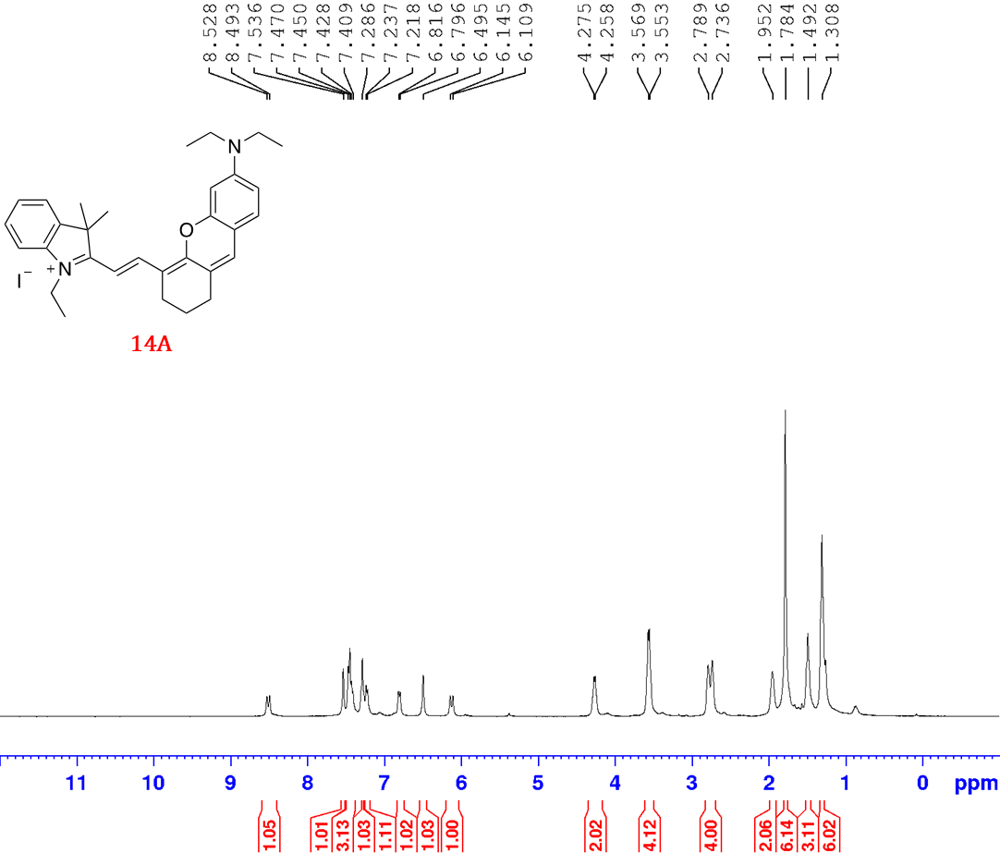 8.528 8.493 7.536 7.470 7.450 7.428 7.409 7.286 7.237 7.218 6.816 6.796 6.495 6.145 6.109 4.275 4.258 3.569 3.553 2.789 2.736 1.952 1.784 1.492 1.308
N
O
N
+
I−
14A
11 10 9 8 7 6 5 4 3 2 1 0 ppm
1.05 1.01 3.13 1.03 1.11 1.02 1.03 1.00 2.02 4.12 4.00 2.06 6.14 3.11 6.02